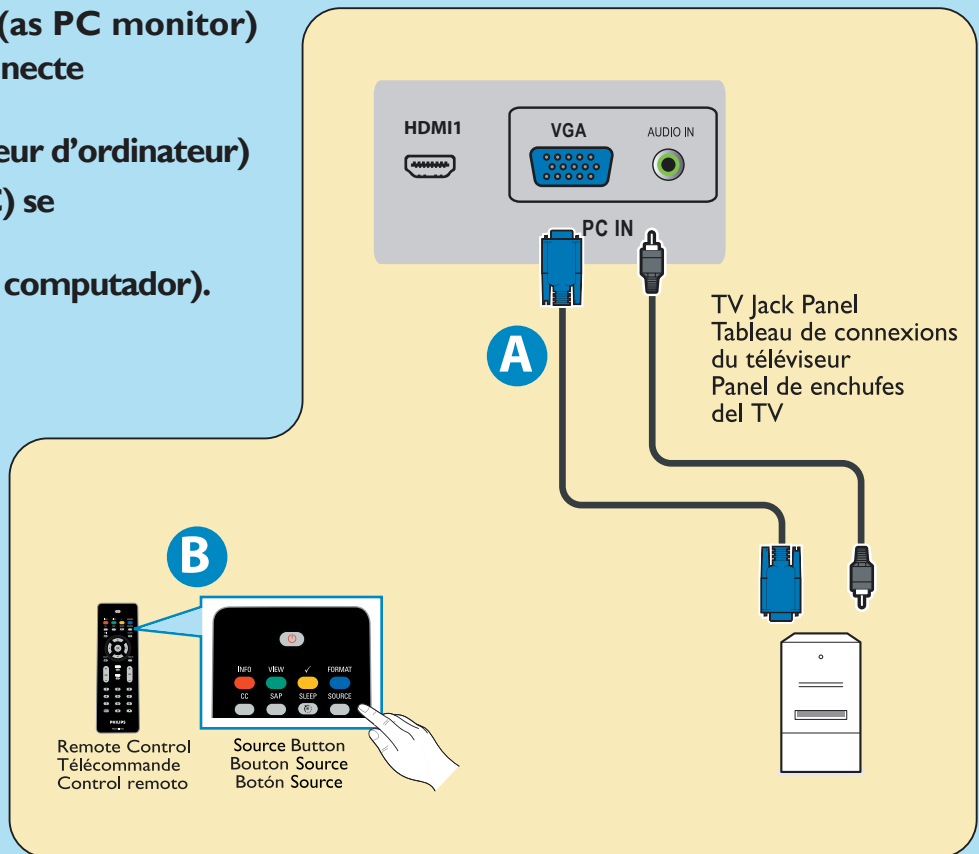 (as PC monitor)
necte
eur d'ordinateur)
) se
computador).
HDMI1
VGA
AUDIO IN
PC IN
A
TV Jack Panel
Tableau de connexions
du téléviseur
Panel de enchufes
del TV
B
INFO VIEW ✓ FORMAT
CC SAP SLEEP SOURCE
PHILIPS
Remote Control
Télécommande
Control remoto
Source Button
Bouton Source
Botón Source